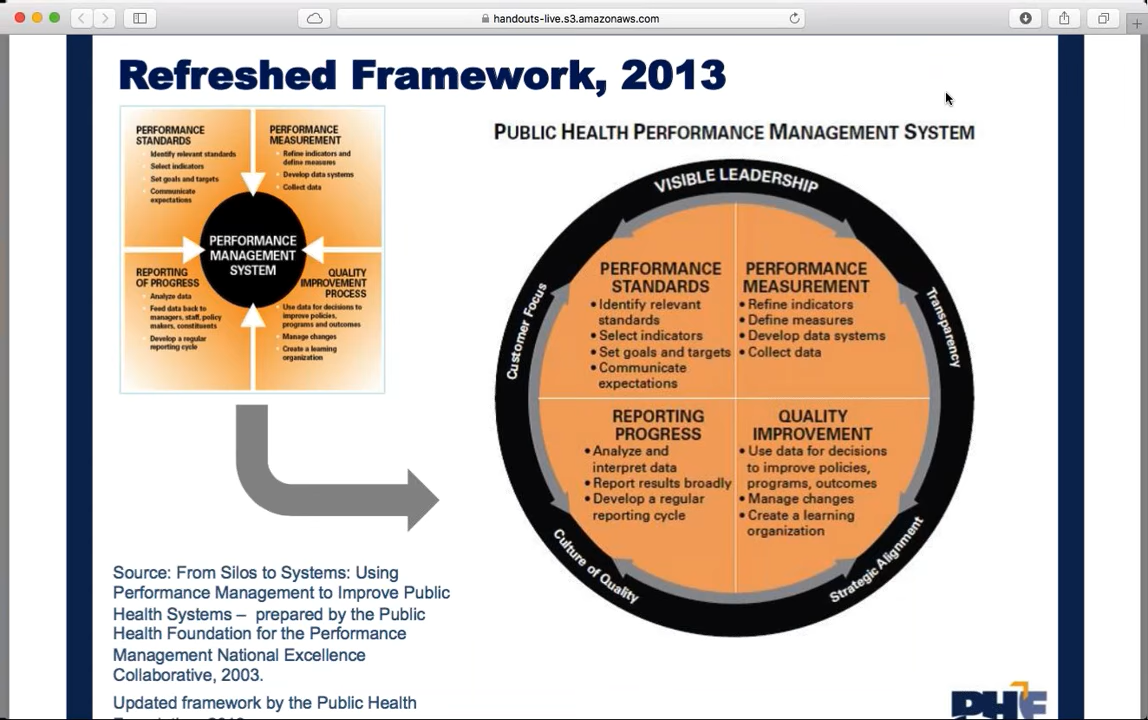 handouts-live.s3.amazonaws.com
Refreshed Framework, 2013
PERFORMANCE
STANDARDS
Identify relevant standards
Select indicators
Set goals and targets
Communicate
expectations
PERFORMANCE
MEASUREMENT
Refine indicators and
define measures
Develop data systems
Collect data
PERFORMANCE
MANAGEMENT
SYSTEM
REPORTING
OF PROGRESS
Analyze data
Feed data back to
managers, staff, policy
makers, constituents
Develop a regular
reporting cycle
QUALITY
IMPROVEMENT
PROCESS
Use data for decisions to
improve policies,
programs and outcomes
Manage changes
Create a learning
organization
PUBLIC HEALTH PERFORMANCE MANAGEMENT SYSTEM
VISIBLE LEADERSHIP
Customer Focus
Transparency
PERFORMANCE
STANDARDS
• Identify relevant
standards
• Select indicators
• Set goals and targets
• Communicate
expectations
PERFORMANCE
MEASUREMENT
• Refine indicators
• Define measures
• Develop data systems
• Collect data
REPORTING
PROGRESS
• Analyze and
interpret data
• Report results broadly
• Develop a regular
reporting cycle
QUALITY
IMPROVEMENT
• Use data for decisions
to improve policies,
programs, outcomes
• Manage changes
• Create a learning
organization
Culture of Quality
Strategic Alignment
Source: From Silos to Systems: Using
Performance Management to Improve Public
Health Systems – prepared by the Public
Health Foundation for the Performance
Management National Excellence
Collaborative, 2003.
Updated framework by the Public Health
PHF